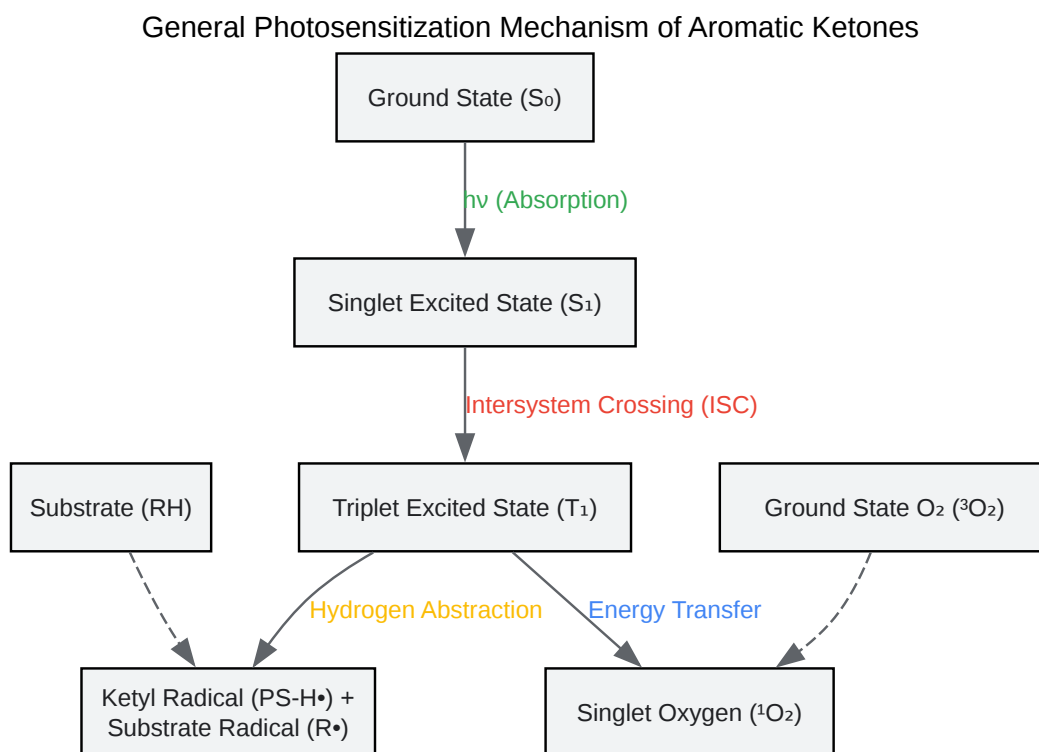 General Photosensitization Mechanism of Aromatic Ketones
Ground State (S₀)
hν (Absorption)
Singlet Excited State (S₁)
Intersystem Crossing (ISC)
Substrate (RH)
Triplet Excited State (T₁)
Ground State O₂ (³O₂)
Hydrogen Abstraction
Energy Transfer
Ketyl Radical (PS-H•) +
Substrate Radical (R•)
Singlet Oxygen (¹O₂)